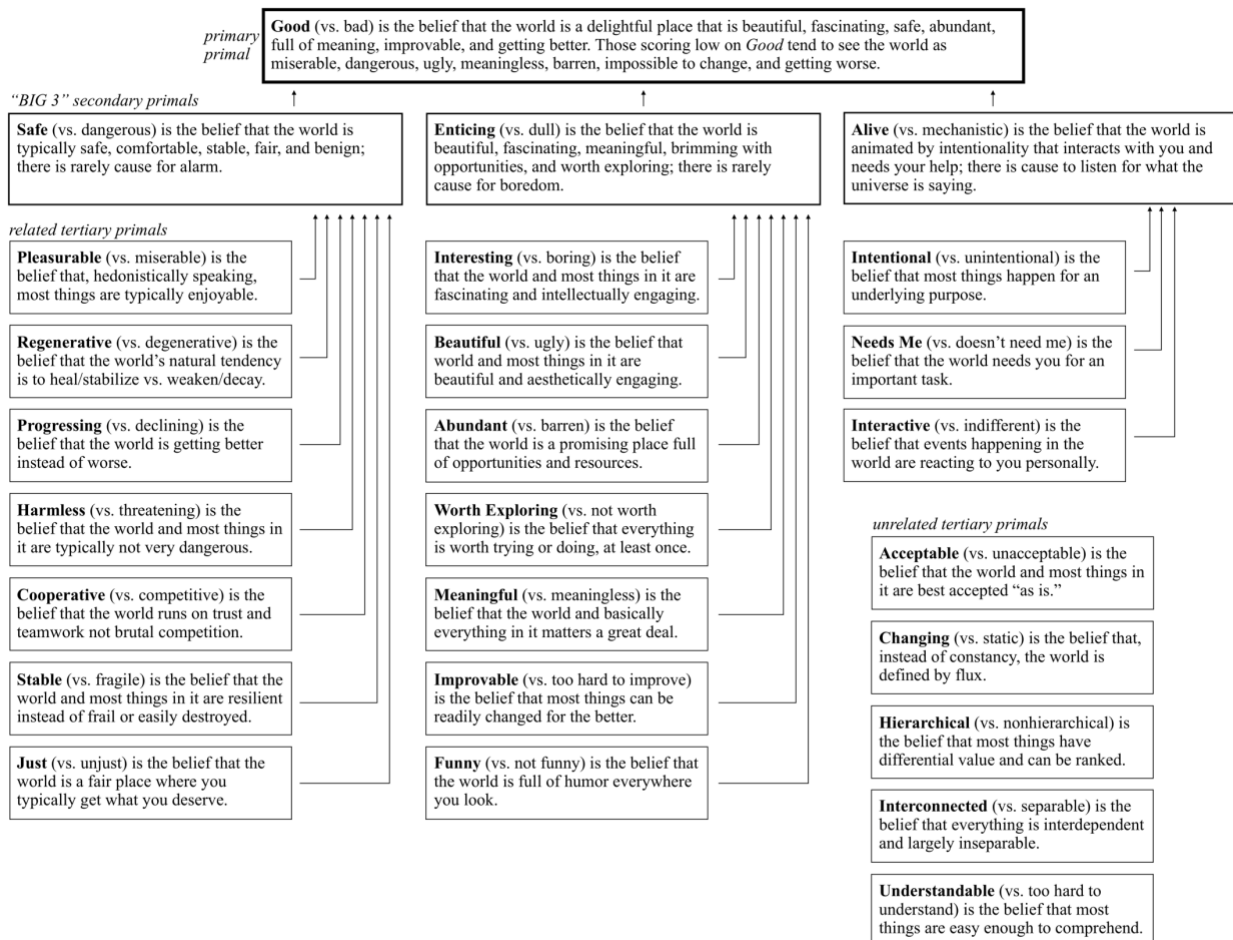 primary
primal
Good (vs. bad) is the belief that the world is a delightful place that is beautiful, fascinating, safe, abundant,
full of meaning, improvable, and getting better. Those scoring low on Good tend to see the world as
miserable, dangerous, ugly, meaningless, barren, impossible to change, and getting worse.
“BIG 3” secondary primals
Safe (vs. dangerous) is the belief that the world is
typically safe, comfortable, stable, fair, and benign;
there is rarely cause for alarm.
Enticing (vs. dull) is the belief that the world is
beautiful, fascinating, meaningful, brimming with
opportunities, and worth exploring; there is rarely
cause for boredom.
Alive (vs. mechanistic) is the belief that the world is
animated by intentionality that interacts with you and
needs your help; there is cause to listen for what the
universe is saying.
related tertiary primals
Pleasurable (vs. miserable) is the
belief that, hedonistically speaking,
most things are typically enjoyable.
Regenerative (vs. degenerative) is the
belief that the world’s natural tendency
is to heal/stabilize vs. weaken/decay.
Progressing (vs. declining) is the
belief that the world is getting better
instead of worse.
Harmless (vs. threatening) is the
belief that the world and most things in
it are typically not very dangerous.
Cooperative (vs. competitive) is the
belief that the world runs on trust and
teamwork not brutal competition.
Stable (vs. fragile) is the belief that the
world and most things in it are resilient
instead of frail or easily destroyed.
Just (vs. unjust) is the belief that the
world is a fair place where you
typically get what you deserve.
Interesting (vs. boring) is the belief
that the world and most things in it are
fascinating and intellectually engaging.
Beautiful (vs. ugly) is the belief that
world and most things in it are
beautiful and aesthetically engaging.
Abundant (vs. barren) is the belief
that the world is a promising place full
of opportunities and resources.
Worth Exploring (vs. not worth
exploring) is the belief that everything
is worth trying or doing, at least once.
Meaningful (vs. meaningless) is the
belief that the world and basically
everything in it matters a great deal.
Improvable (vs. too hard to improve)
is the belief that most things can be
readily changed for the better.
Funny (vs. not funny) is the belief that
the world is full of humor everywhere
you look.
Intentional (vs. unintentional) is the
belief that most things happen for an
underlying purpose.
Needs Me (vs. doesn’t need me) is the
belief that the world needs you for an
important task.
Interactive (vs. indifferent) is the
belief that events happening in the
world are reacting to you personally.
unrelated tertiary primals
Acceptable (vs. unacceptable) is the
belief that the world and most things in
it are best accepted “as is.”
Changing (vs. static) is the belief that,
instead of constancy, the world is
defined by flux.
Hierarchical (vs. nonhierarchical) is
the belief that most things have
differential value and can be ranked.
Interconnected (vs. separable) is the
belief that everything is interdependent
and largely inseparable.
Understandable (vs. too hard to
understand) is the belief that most
things are easy enough to comprehend.